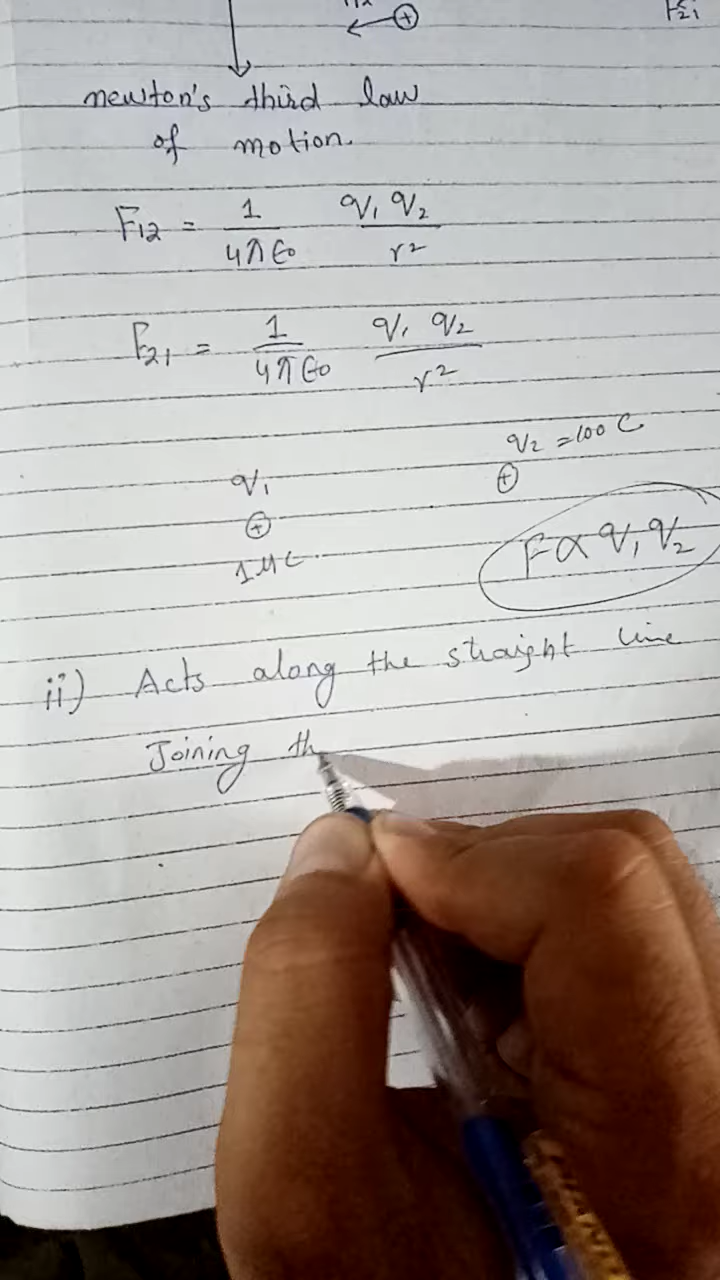 F21
newton's third law
of motion.
F12 = 1/4πε0 q1 q2/r²
F21 = 1/4πε0 q1 q2/r²
q2 = 100 C
q1
⊕ ⊕
1 μC
F ∝ q1 q2
ii) Acts along the straight line
Joining th